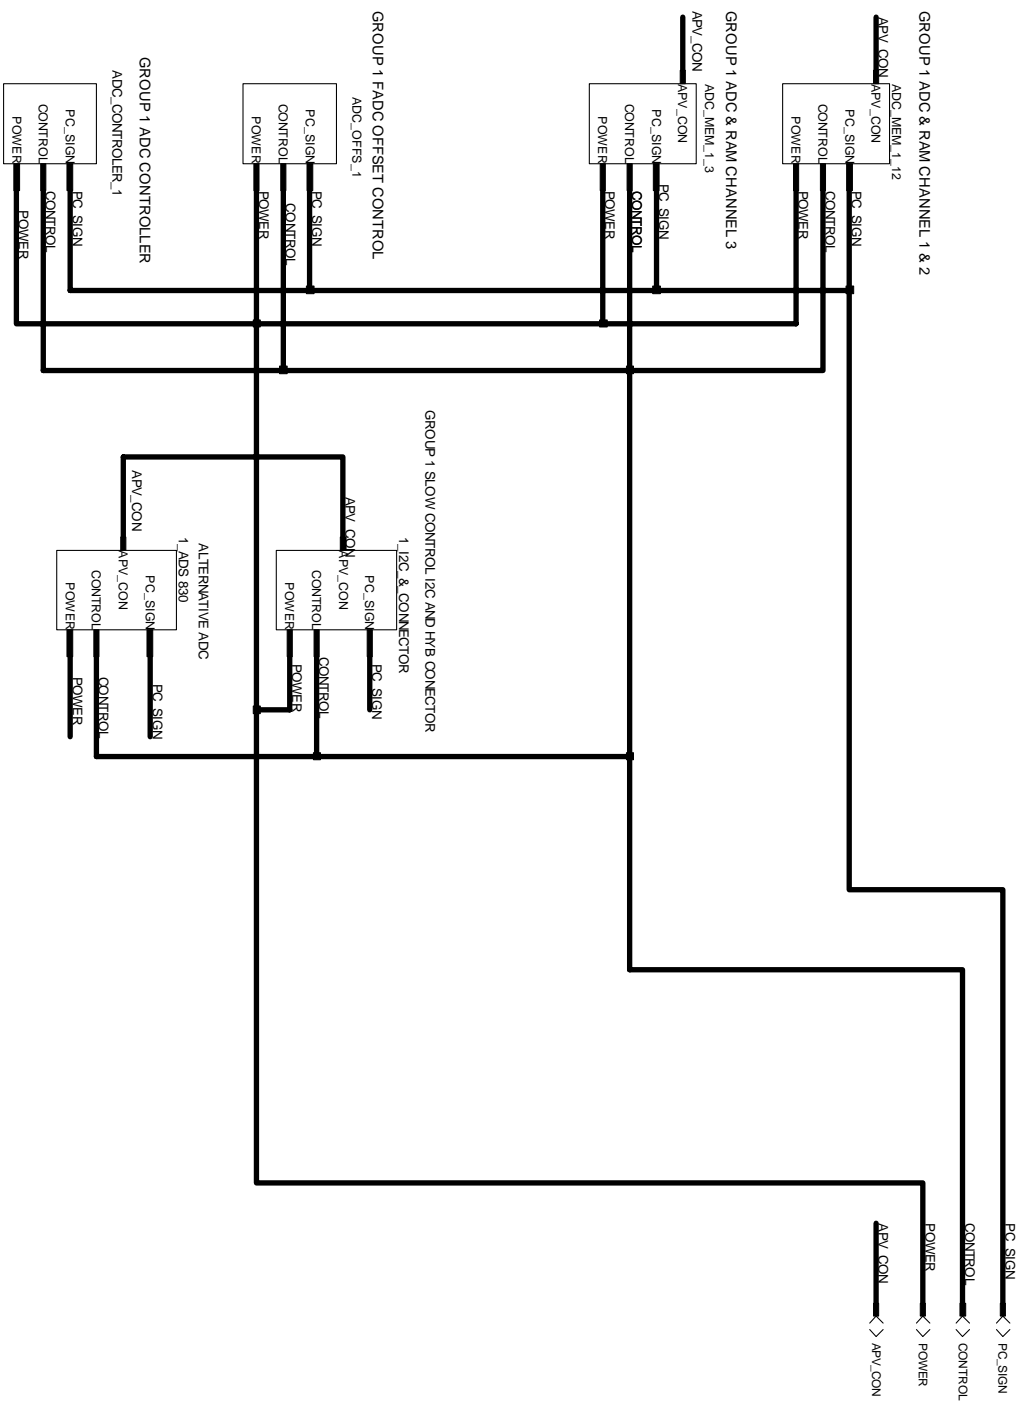 GROUP 1 ADC & RAM CHANNEL 1 & 2
ADC_MEM_1_12
APV_CON
APV_CON
PC_SIGN
CONTROL
POWER
PC_SIGN
CONTROL
POWER
GROUP 1 ADC & RAM CHANNEL 3
ADC_MEM_1_3
APV_CON
APV_CON
PC_SIGN
CONTROL
POWER
PC_SIGN
CONTROL
POWER
GROUP 1 FADC OFFSET CONTROL
ADC_OFFS_1
PC_SIGN
CONTROL
POWER
PC_SIGN
CONTROL
POWER
GROUP 1 ADC CONTROLLER
ADC_CONTROLER_1
PC_SIGN
CONTROL
POWER
PC_SIGN
CONTROL
POWER
GROUP 1 SLOW CONTROL I2C AND HYB CONECTOR
1_I2C_&_CONNECTOR
APV_CON
APV_CON
PC_SIGN
CONTROL
POWER
PC_SIGN
CONTROL
POWER
ALTERNATIVE ADC
1_ADS 830
APV_CON
APV_CON
PC_SIGN
CONTROL
POWER
PC_SIGN
CONTROL
POWER
PC_SIGN
PC_SIGN
CONTROL
CONTROL
POWER
POWER
APV_CON
APV_CON